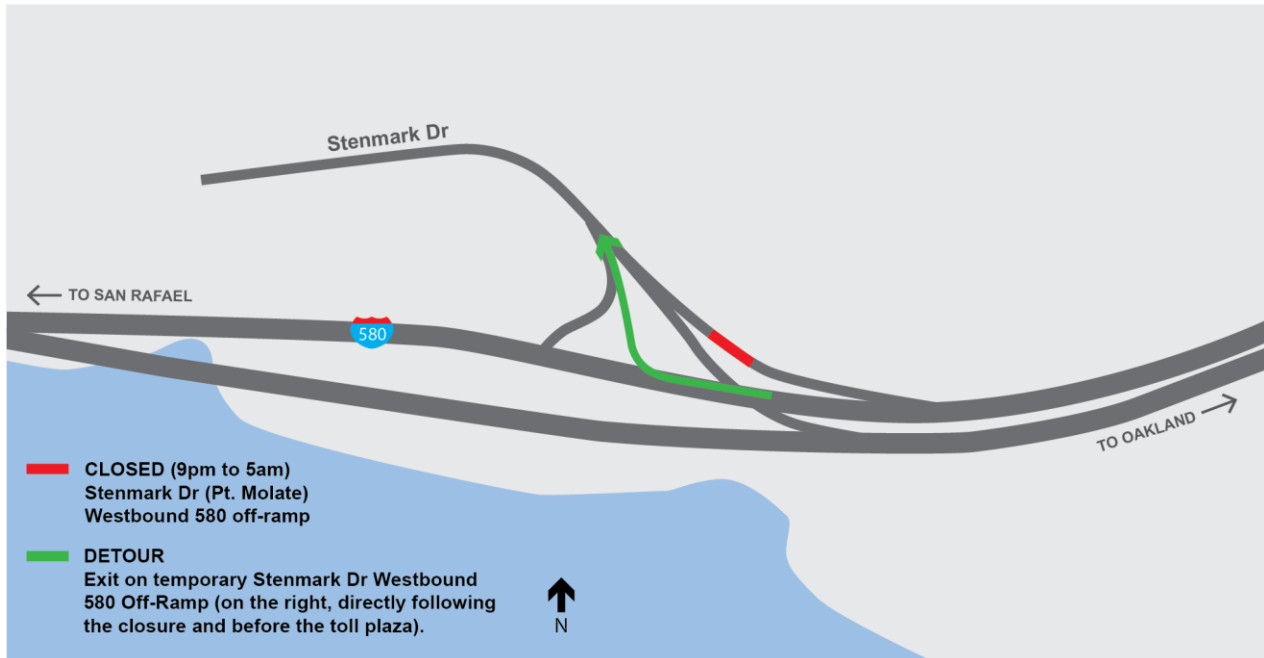 Stenmark Dr
TO SAN RAFAEL
580
TO OAKLAND
CLOSED (9pm to 5am)
Stenmark Dr (Pt. Molate)
Westbound 580 off-ramp
DETOUR
Exit on temporary Stenmark Dr Westbound
580 Off-Ramp (on the right, directly following
the closure and before the toll plaza).
N